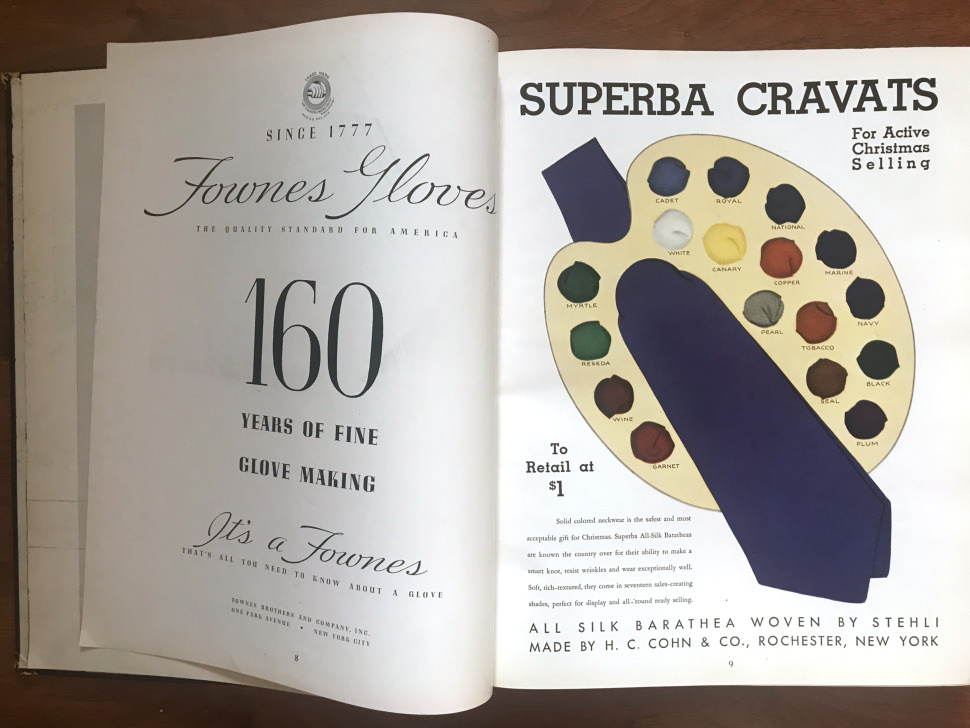 SINCE 1777
Fownes Gloves
THE QUALITY STANDARD FOR AMERICA
160
YEARS OF FINE
GLOVE MAKING
It's a Fownes
THAT'S ALL YOU NEED TO KNOW ABOUT A GLOVE
FOWNES BROTHERS AND COMPANY, INC.
ONE PARK AVENUE • NEW YORK CITY
8
SUPERBA CRAVATS
For Active
Christmas
Selling
CADET
ROYAL
NATIONAL
WHITE
CANARY
COPPER
MARINE
MYRTLE
PEARL
NAVY
TOBACCO
RESEDA
BLACK
SEAL
WINE
PLUM
GARNET
To
Retail at
$1
Solid colored neckwear is the safest and most
acceptable gift for Christmas. Superba All-Silk Baratheas
are known the country over for their ability to make a
smart knot, resist wrinkles and wear exceptionally well.
Soft, rich-textured, they come in seventeen sales-creating
shades, perfect for display and all-'round ready selling.
ALL SILK BARATHEA WOVEN BY STEHLI
MADE BY H. C. COHN & CO., ROCHESTER, NEW YORK
9